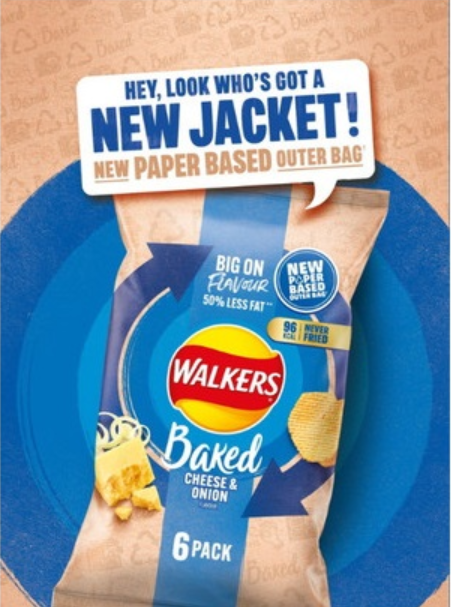 HEY, LOOK WHO'S GOT A
NEW JACKET!
NEW PAPER BASED OUTER BAG*
BIG ON
FLAVOUR
50% LESS FAT**
NEW
PAPER
BASED
OUTER BAG*
96
KCAL
NEVER
FRIED
WALKERS
Baked
CHEESE &
ONION
6 PACK
Baked